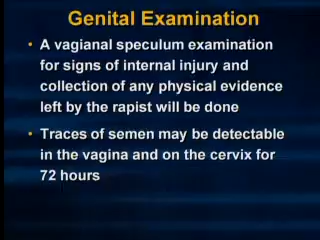 Genital Examination
• A vagianal speculum examination
for signs of internal injury and
collection of any physical evidence
left by the rapist will be done
• Traces of semen may be detectable
in the vagina and on the cervix for
72 hours